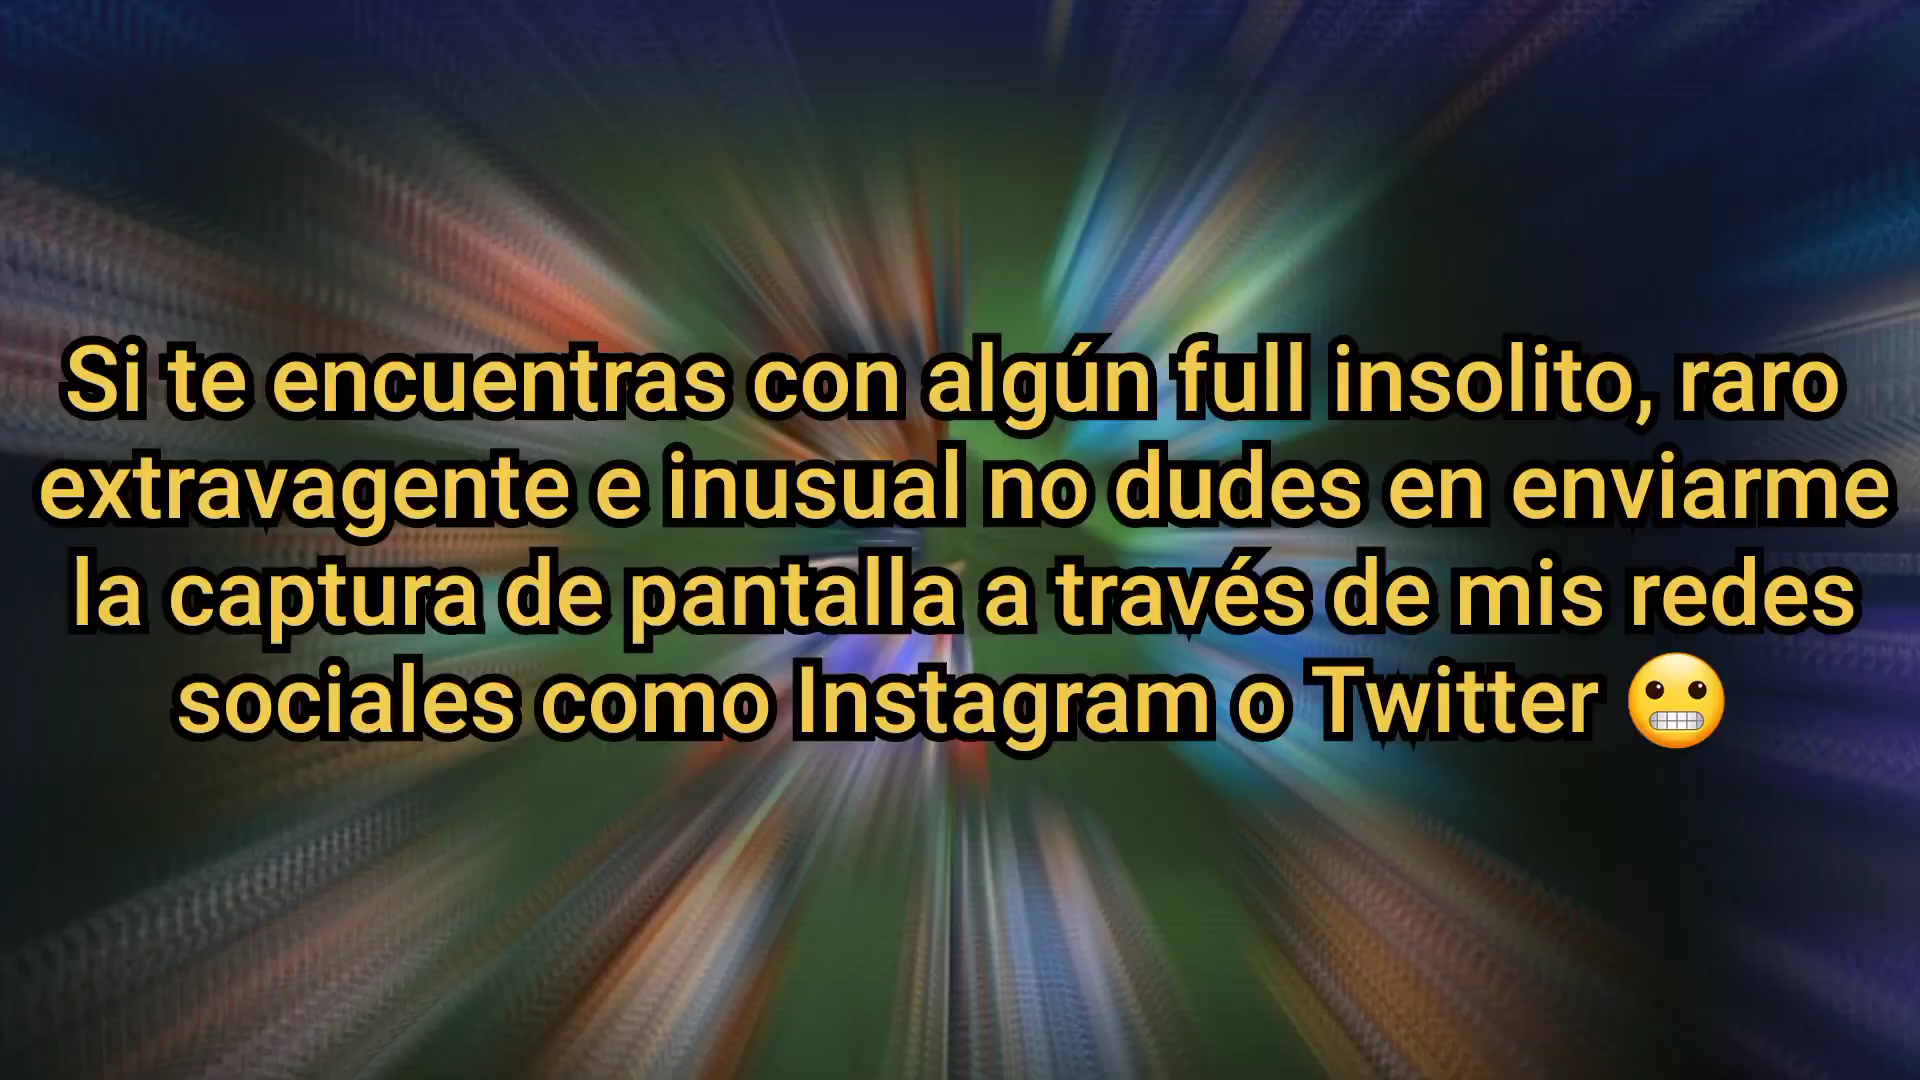 Si te encuentras con algún full insolito, raro
extravagente e inusual no dudes en enviarme
la captura de pantalla a través de mis redes
sociales como Instagram o Twitter 😬